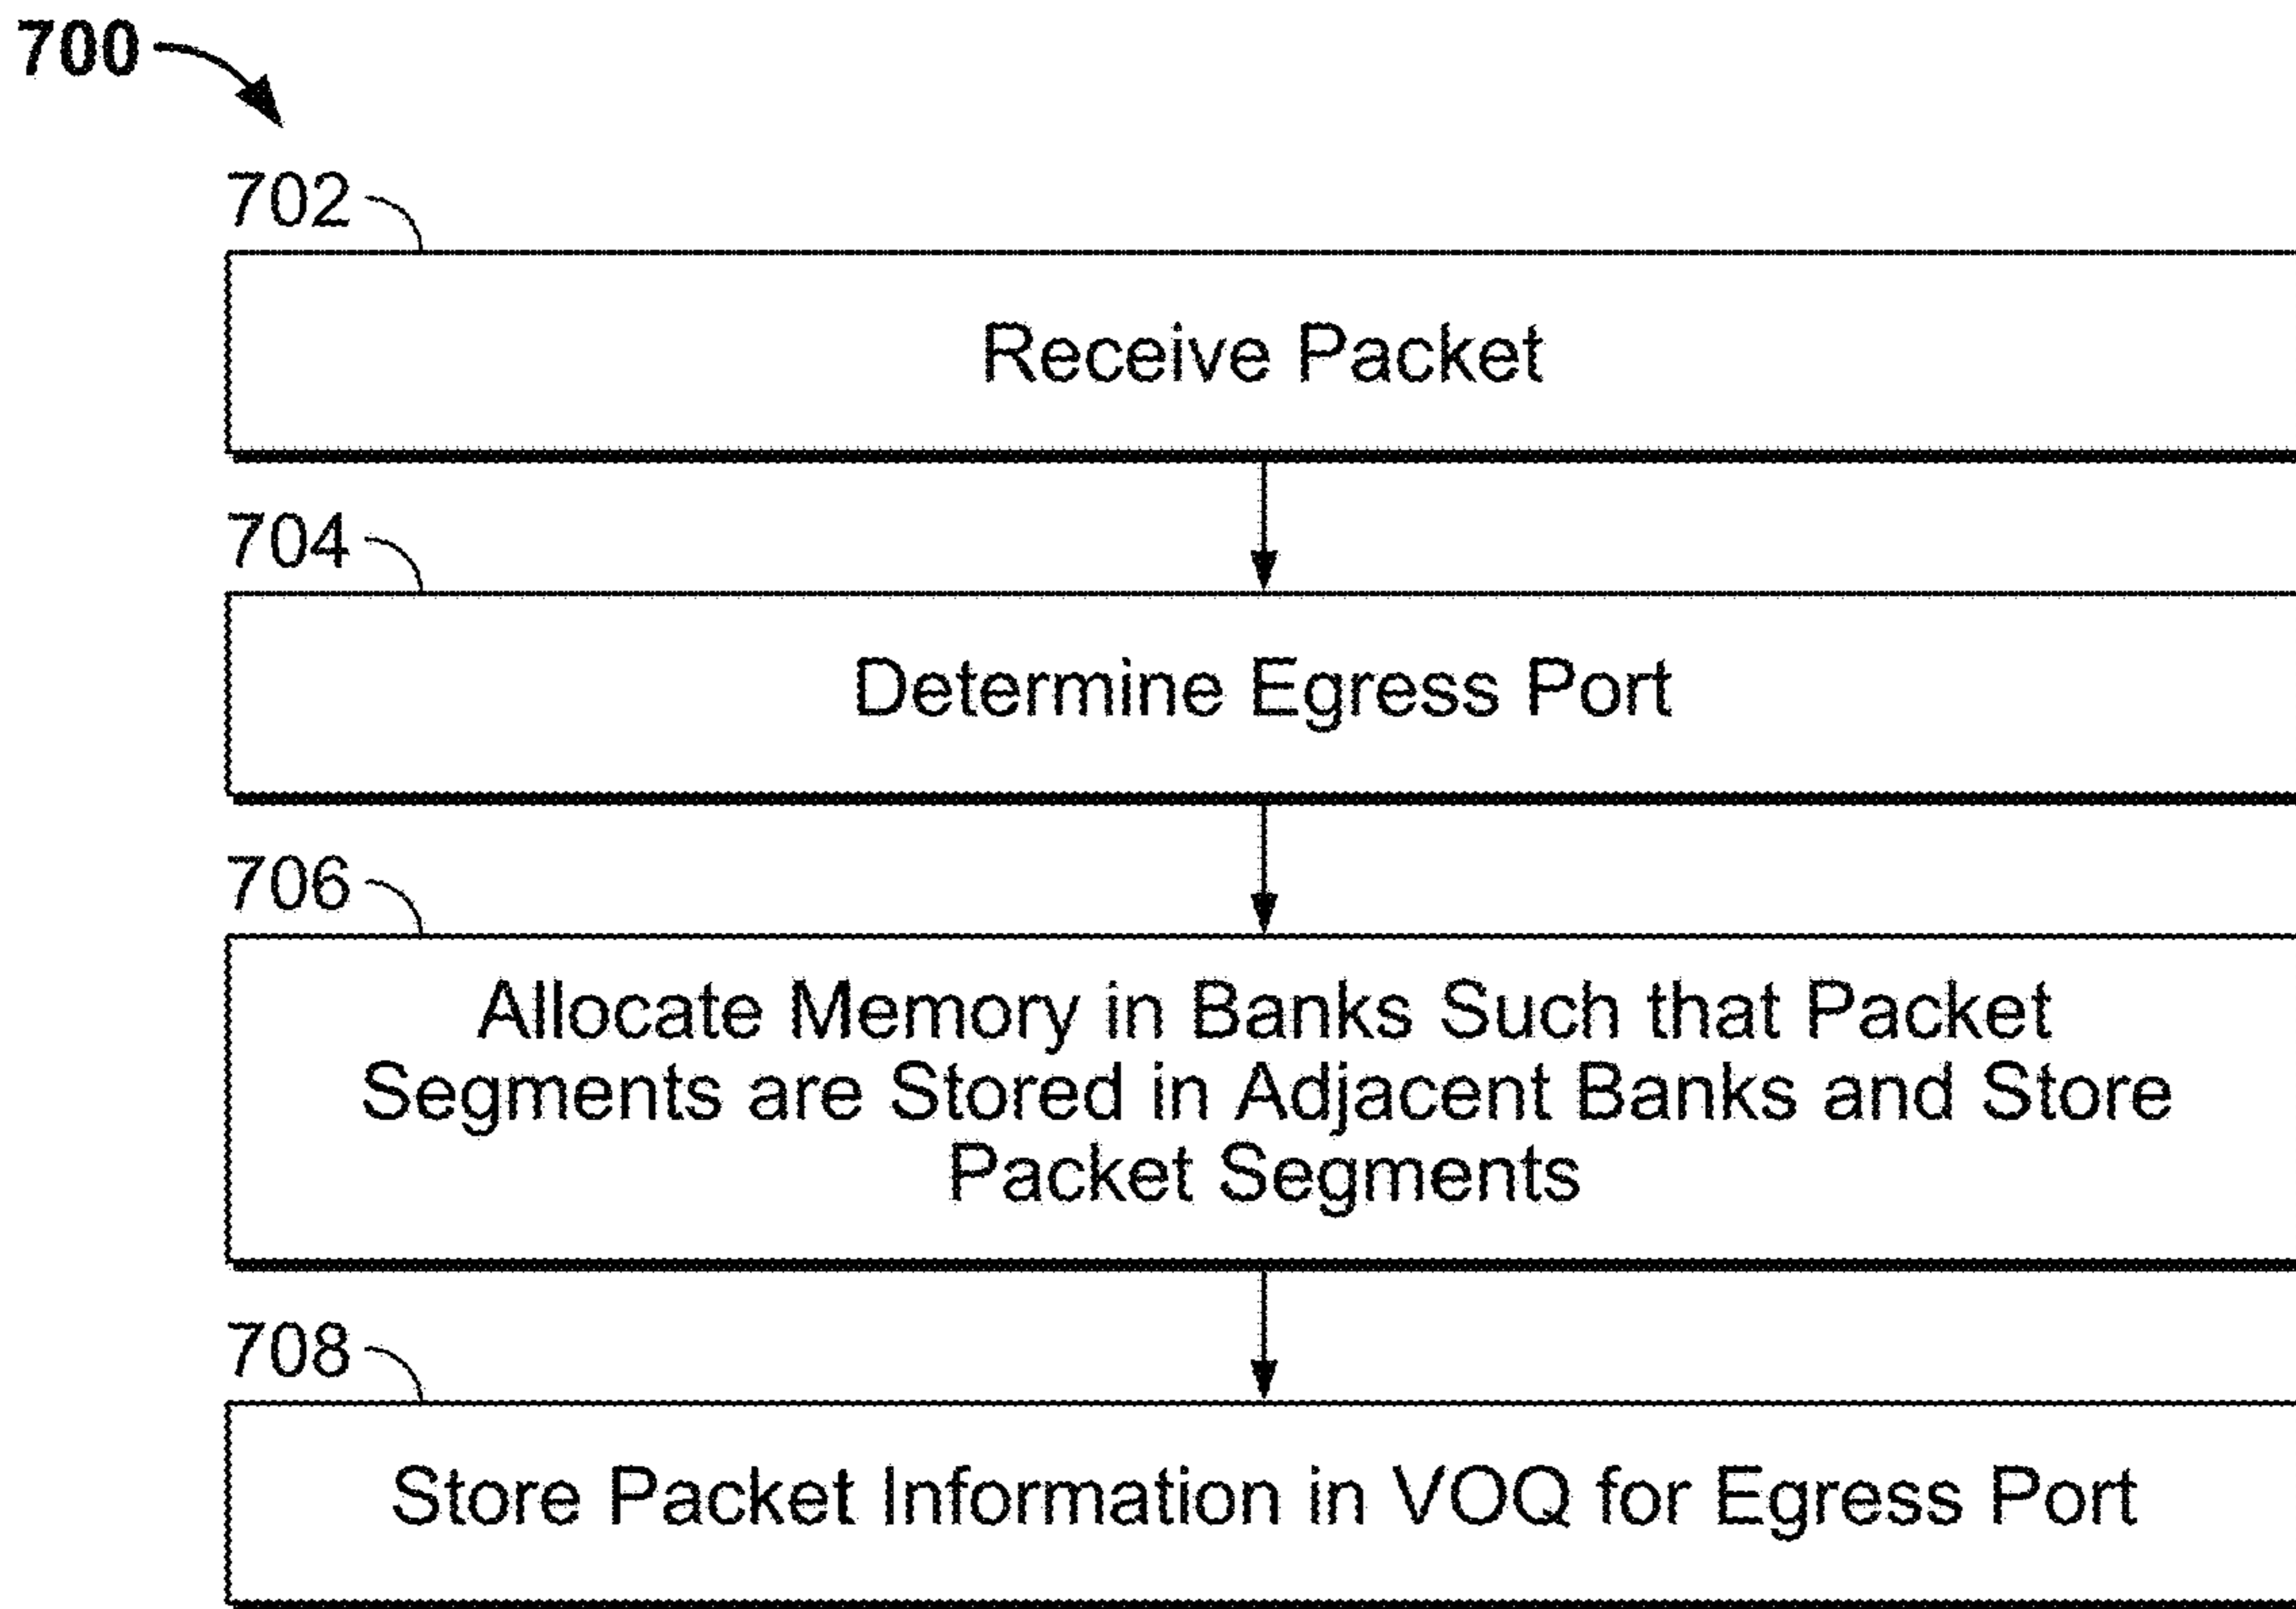 700
702
Receive Packet
704
Determine Egress Port
706
Allocate Memory in Banks Such that Packet
Segments are Stored in Adjacent Banks and Store
Packet Segments
708
Store Packet Information in VOQ for Egress Port